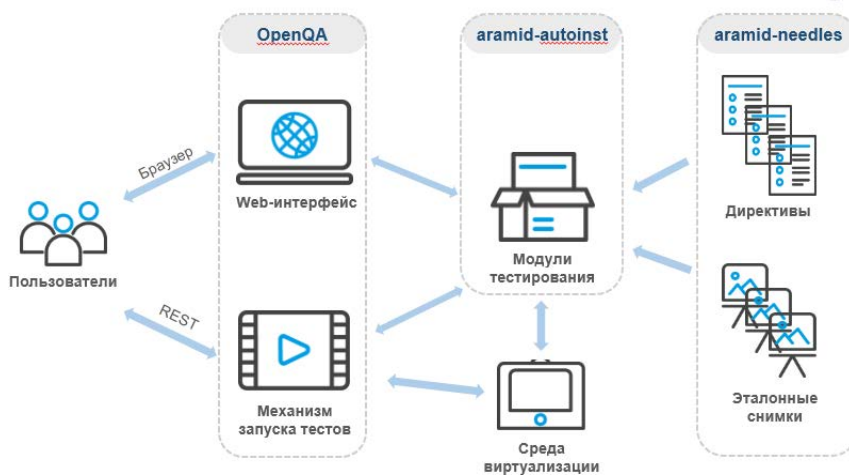 OpenQA
aramid-autoinst
aramid-needles
Браузер
Web-интерфейс
Директивы
Пользователи
Модули
тестирования
REST
Механизм
запуска тестов
Эталонные
снимки
Среда
виртуализации